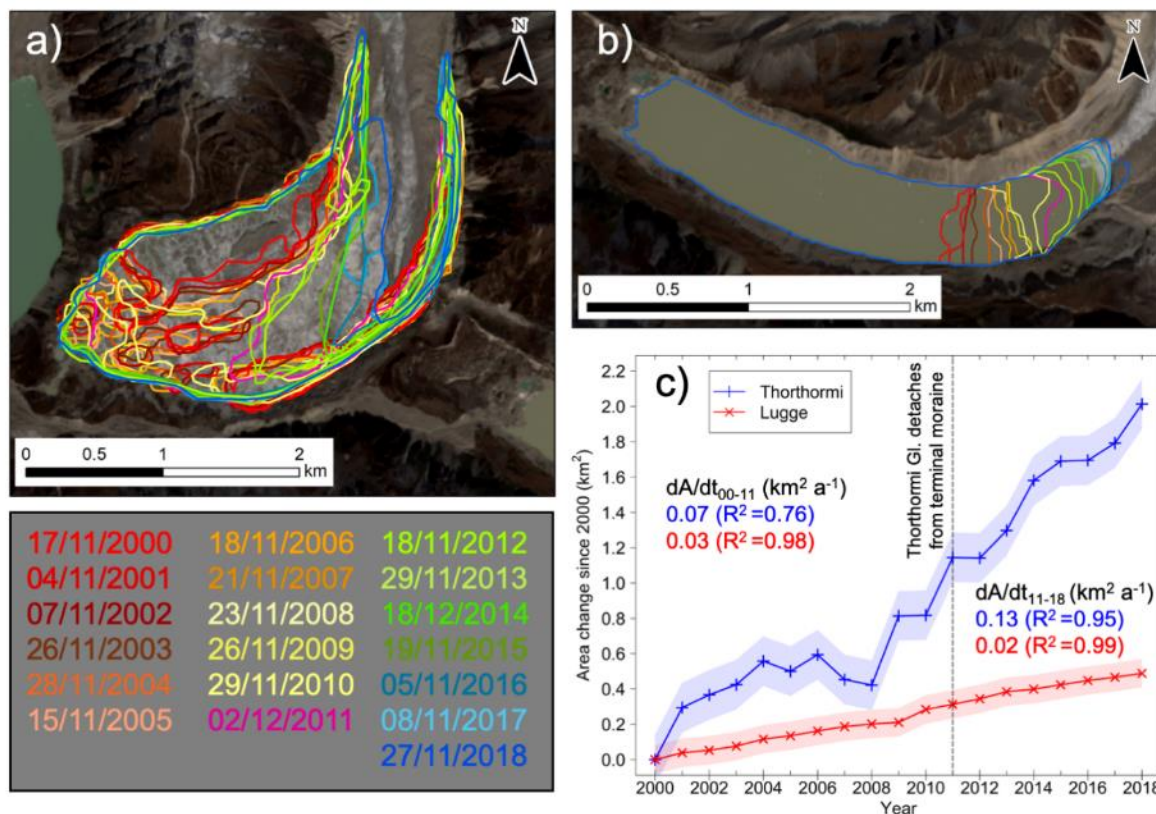 a)
N
0
0.5
1
2
km
b)
N
0
0.5
1
2
km
17/11/2000
04/11/2001
07/11/2002
26/11/2003
28/11/2004
15/11/2005
18/11/2006
21/11/2007
23/11/2008
26/11/2009
29/11/2010
02/12/2011
18/11/2012
29/11/2013
18/12/2014
19/11/2015
05/11/2016
08/11/2017
27/11/2018
c)
Thorthormi
Lugge
Thorthormi Gl. detaches
from terminal moraine
dA/dt00-11 (km² a⁻¹)
0.07 (R² =0.76)
0.03 (R² =0.98)
dA/dt11-18 (km² a⁻¹)
0.13 (R² =0.95)
0.02 (R² =0.99)
Area change since 2000 (km²)
2.2
2.0
1.8
1.6
1.4
1.2
1.0
0.8
0.6
0.4
0.2
0.0
2000 2002 2004 2006 2008 2010 2012 2014 2016 2018
Year